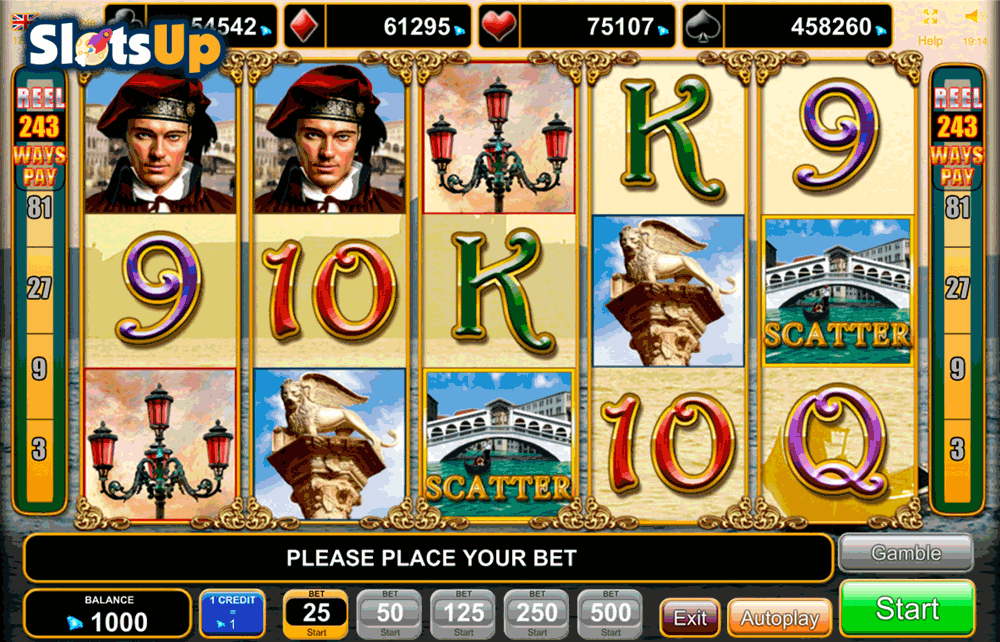 SlotsUp
54542
61295
75107
458260
Help
19:14
REEL
243
WAYS
PAY
81
27
9
3
K
9
9
10
K
SCATTER
SCATTER
10
Q
REEL
243
WAYS
PAY
81
27
9
3
PLEASE PLACE YOUR BET
Gamble
BALANCE
1000
1 CREDIT
=
1
BET
25
Start
BET
50
Start
BET
125
Start
BET
250
Start
BET
500
Start
Exit
Autoplay
Start